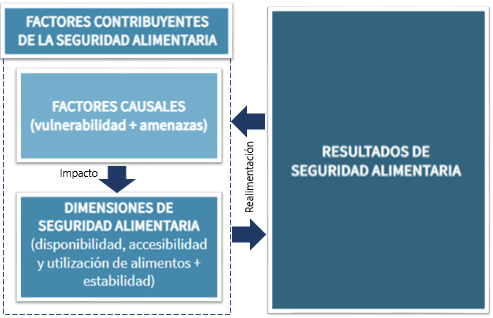 FACTORES CONTRIBUYENTES
DE LA SEGURIDAD ALIMENTARIA
FACTORES CAUSALES
(vulnerabilidad + amenazas)
Impacto
DIMENSIONES DE
SEGURIDAD ALIMENTARIA
(disponibilidad, accesibilidad
y utilización de alimentos +
estabilidad)
Realimentación
RESULTADOS DE
SEGURIDAD ALIMENTARIA